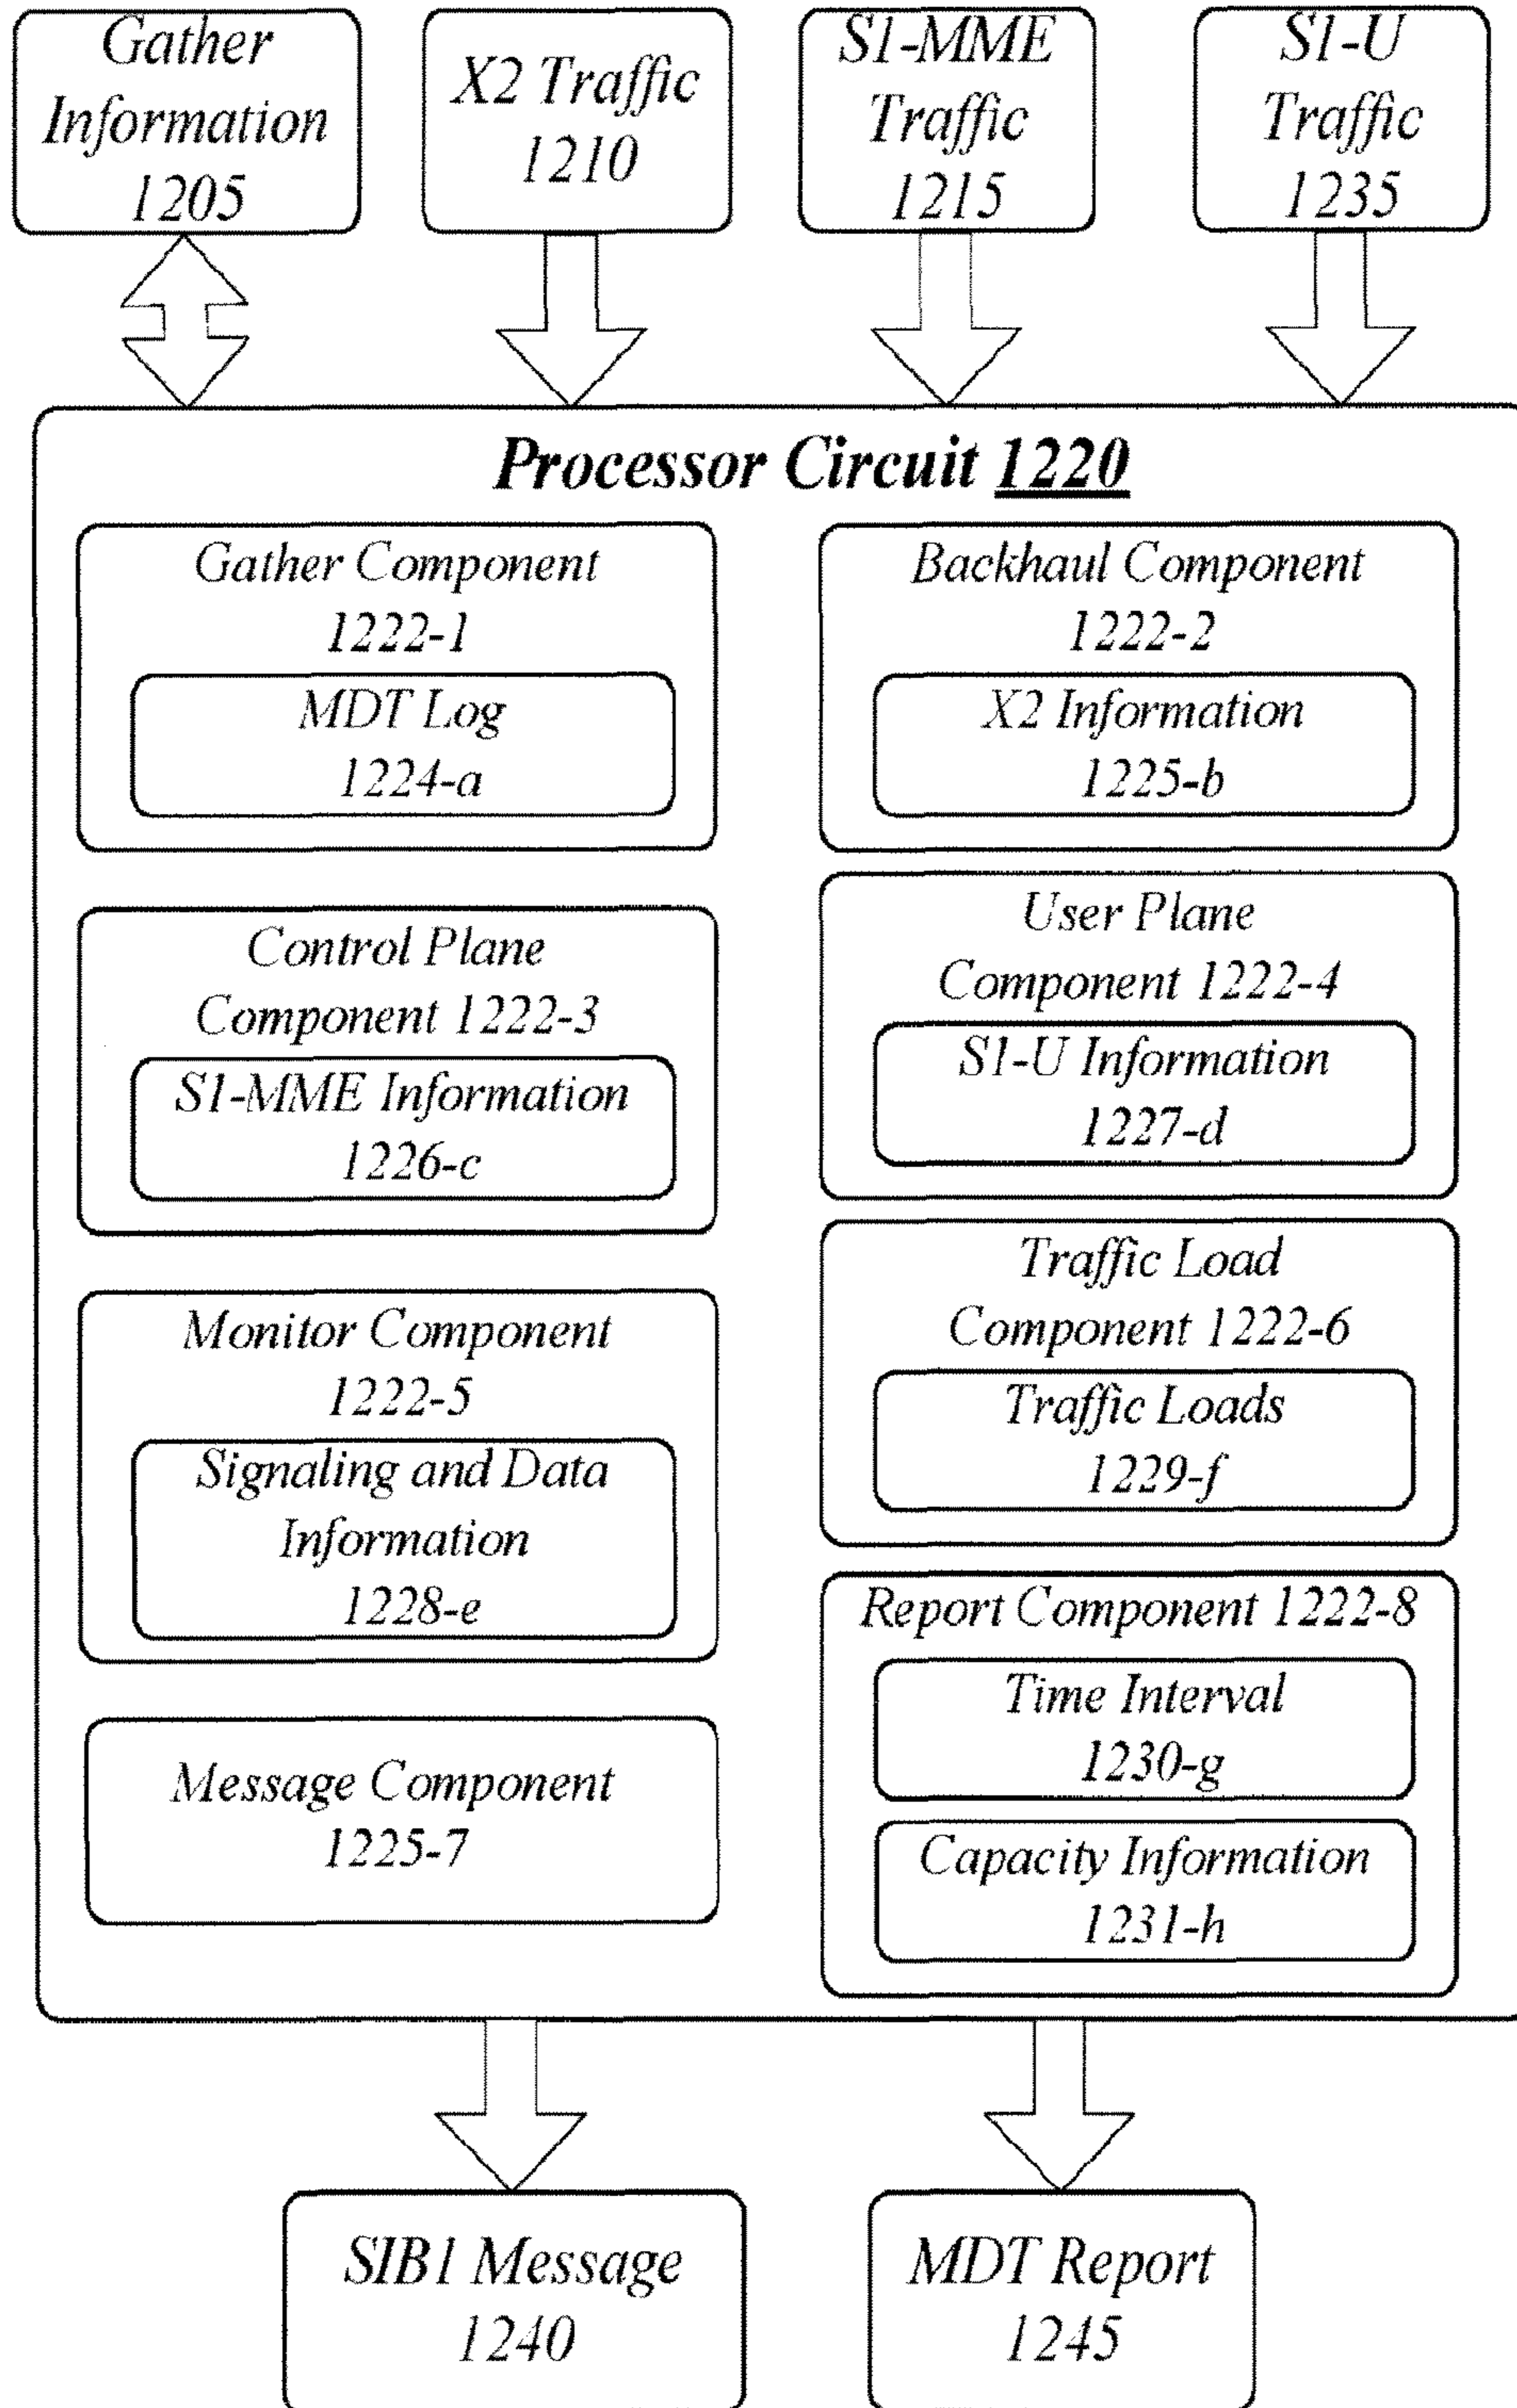 Gather
Information
1205
X2 Traffic
1210
S1-MME
Traffic
1215
S1-U
Traffic
1235
Processor Circuit 1220
Gather Component
1222-1
MDT Log
1224-a
Backhaul Component
1222-2
X2 Information
1225-b
Control Plane
Component 1222-3
S1-MME Information
1226-c
User Plane
Component 1222-4
S1-U Information
1227-d
Monitor Component
1222-5
Signaling and Data
Information
1228-e
Traffic Load
Component 1222-6
Traffic Loads
1229-f
Message Component
1225-7
Report Component 1222-8
Time Interval
1230-g
Capacity Information
1231-h
SIB1 Message
1240
MDT Report
1245